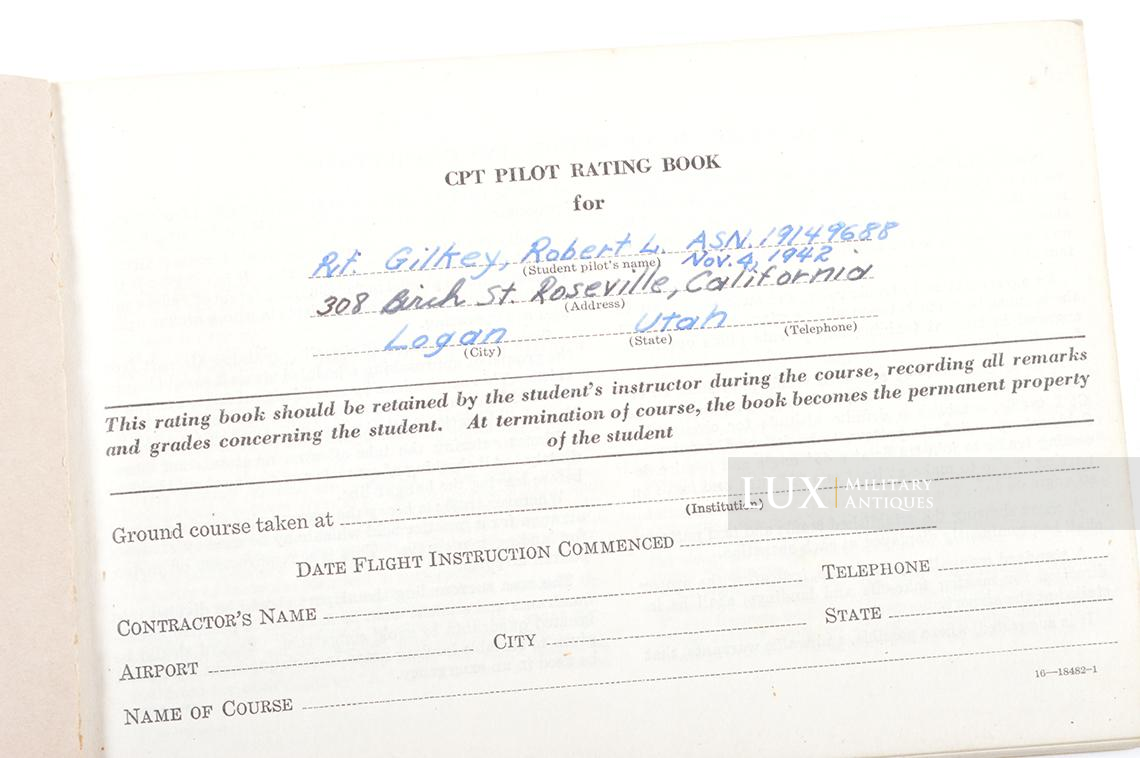 CPT PILOT RATING BOOK
for
Pvt. Gilkey, Robert L. ASN. 19149688
(Student pilot's name) Nov. 4, 1942
308 Birch St. Roseville, California
(Address)
Logan Utah
(City) (State) (Telephone)
This rating book should be retained by the student's instructor during the course, recording all remarks
and grades concerning the student. At termination of course, the book becomes the permanent property
of the student
LUX | MILITARY ANTIQUES
Ground course taken at
(Institution)
DATE FLIGHT INSTRUCTION COMMENCED
CONTRACTOR'S NAME TELEPHONE
AIRPORT CITY STATE
NAME OF COURSE
16—18482-1